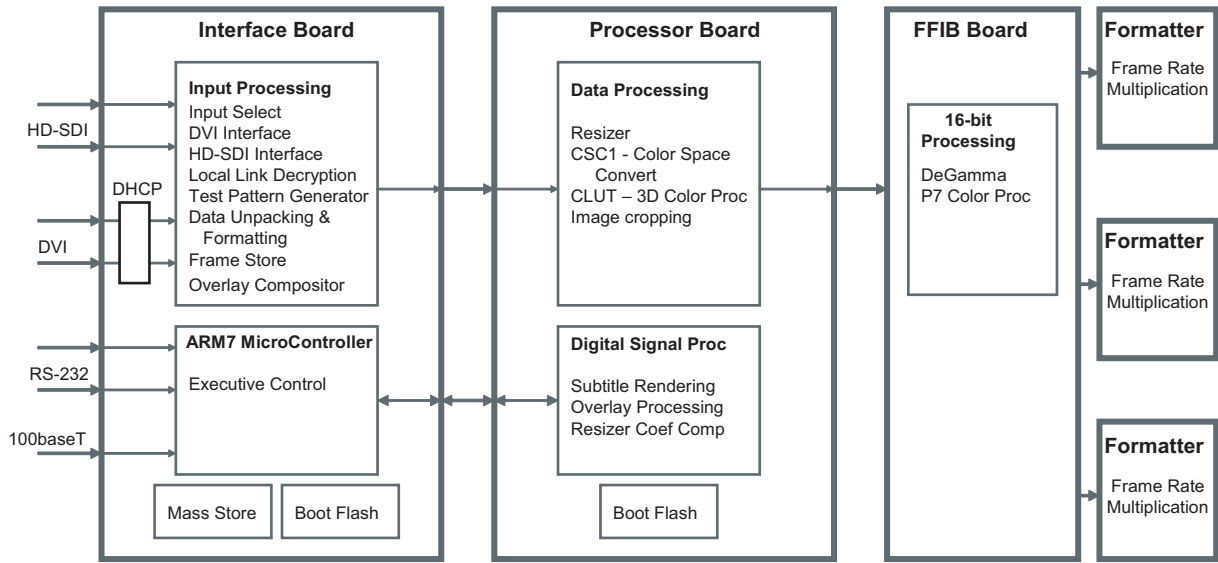 Interface Board
Input Processing
Input Select
DVI Interface
HD-SDI Interface
Local Link Decryption
Test Pattern Generator
Data Unpacking &
Formatting
Frame Store
Overlay Compositor
HD-SDI
DHCP
DVI
ARM7 MicroController
Executive Control
RS-232
100baseT
Mass Store
Boot Flash
Processor Board
Data Processing
Resizer
CSC1 - Color Space
Convert
CLUT – 3D Color Proc
Image cropping
Digital Signal Proc
Subtitle Rendering
Overlay Processing
Resizer Coef Comp
Boot Flash
FFIB Board
16-bit
Processing
DeGamma
P7 Color Proc
Formatter
Frame Rate
Multiplication
Formatter
Frame Rate
Multiplication
Formatter
Frame Rate
Multiplication